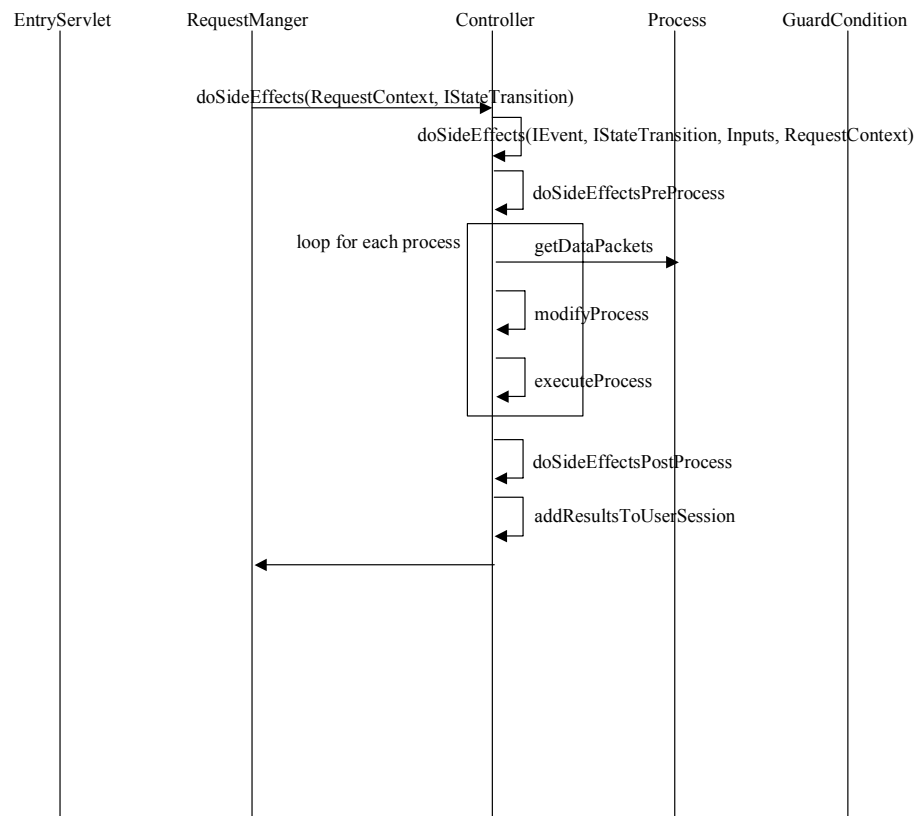 EntryServlet
RequestManger
Controller
Process
GuardCondition
doSideEffects(RequestContext, IStateTransition)
doSideEffects(IEvent, IStateTransition, Inputs, RequestContext)
doSideEffectsPreProcess
loop for each process
getDataPackets
modifyProcess
executeProcess
doSideEffectsPostProcess
addResultsToUserSession